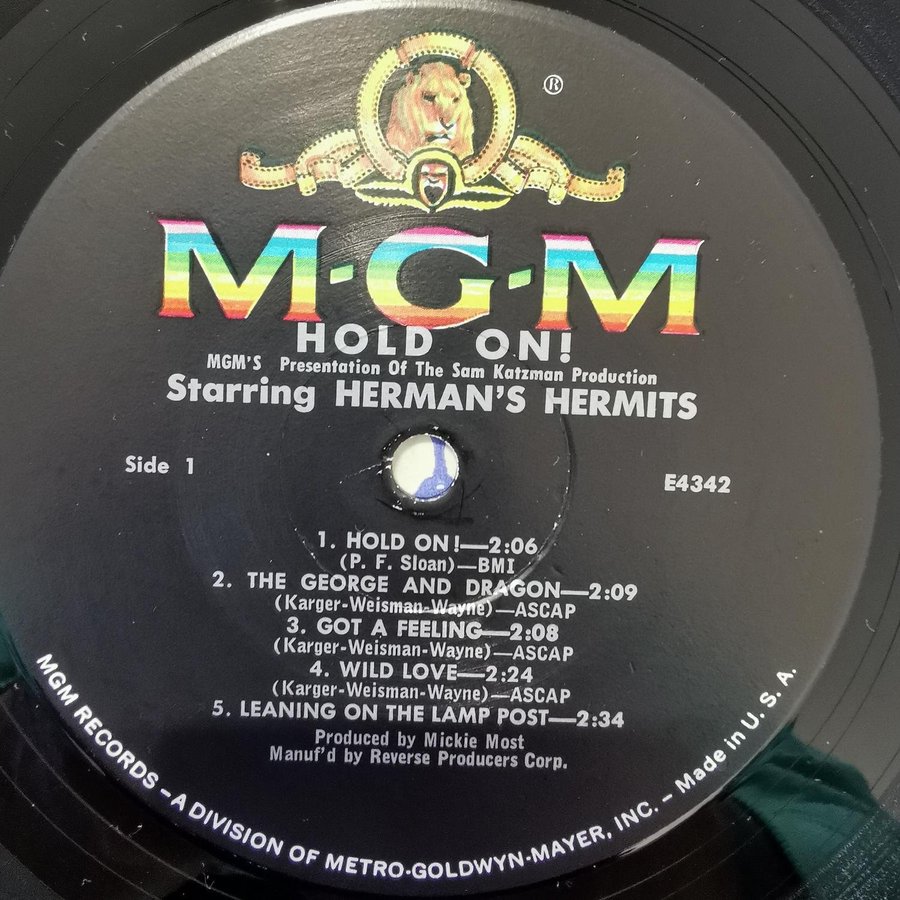 ®
M-G-M
HOLD ON!
MGM'S Presentation Of The Sam Katzman Production
Starring HERMAN'S HERMITS
Side 1
E4342
1. HOLD ON!—2:06
(P. F. Sloan)—BMI
2. THE GEORGE AND DRAGON—2:09
(Karger-Weisman-Wayne)—ASCAP
3. GOT A FEELING—2:08
(Karger-Weisman-Wayne)—ASCAP
4. WILD LOVE—2:24
(Karger-Weisman-Wayne)—ASCAP
5. LEANING ON THE LAMP POST—2:34
Produced by Mickie Most
Manuf'd by Reverse Producers Corp.
MGM RECORDS – A DIVISION OF METRO-GOLDWYN-MAYER, INC. – Made in U. S. A.